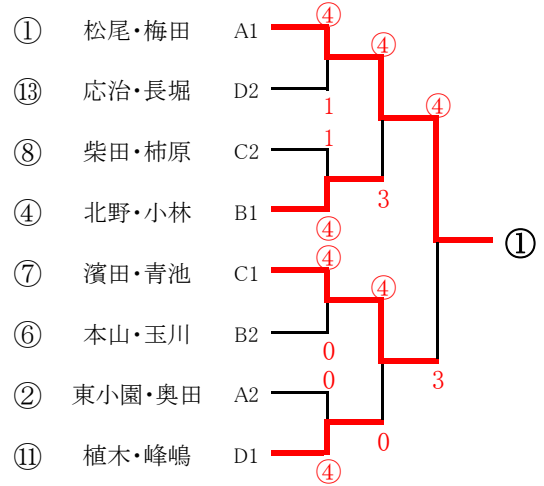 ④
① 松尾・梅田 A1
④
⑬ 応治・長堀 D2
1
④
1
⑧ 柴田・柿原 C2
3
④ 北野・小林 B1
④
①
④
⑦ 濱田・青池 C1
④
⑥ 本山・玉川 B2
0
3
0
② 東小園・奥田 A2
0
⑪ 植木・峰嶋 D1
④